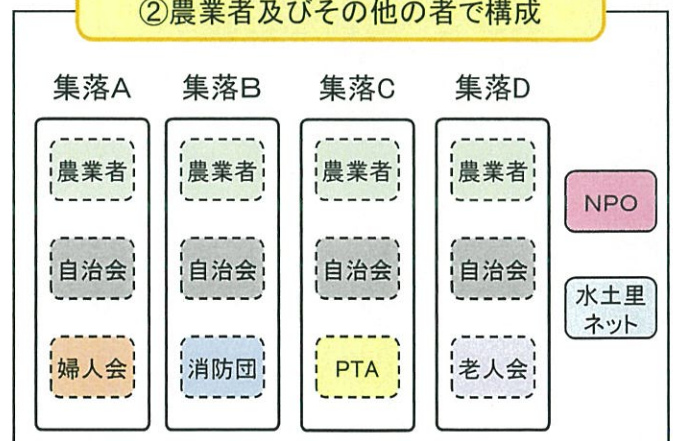 ②農業者及びその他の者で構成
集落A 集落B 集落C 集落D
農業者 農業者 農業者 農業者
NPO
自治会 自治会 自治会 自治会
水土里
ネット
婦人会 消防団 PTA 老人会